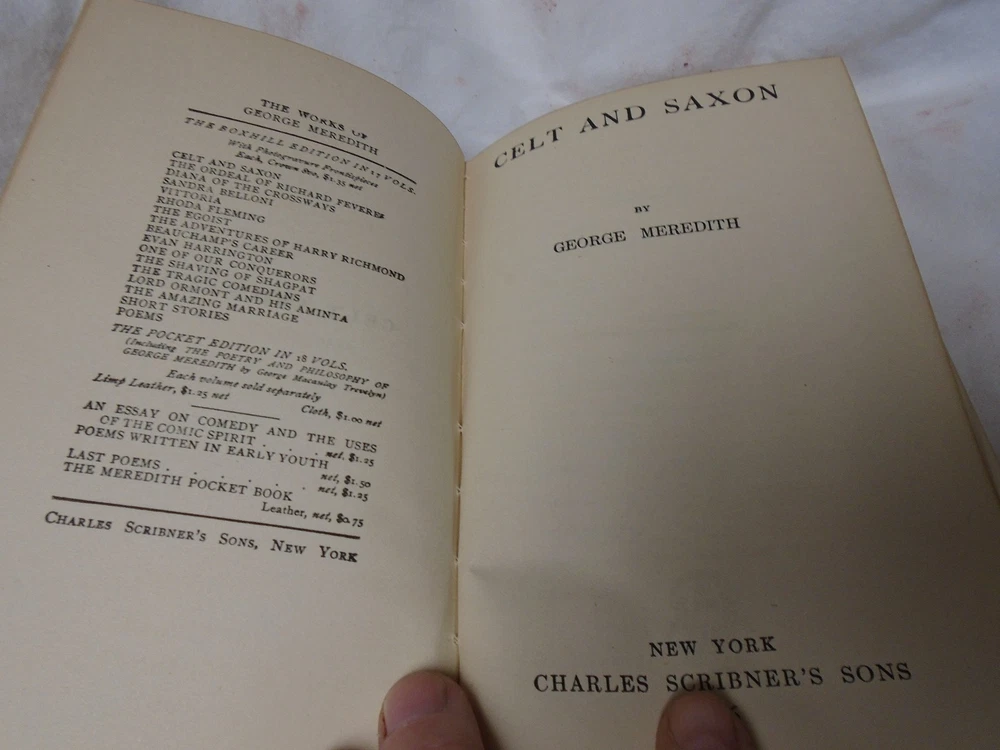 THE WORKS OF
GEORGE MEREDITH
THE BOXHILL EDITION IN 17 VOLS.
With Photogravure Frontispieces
Each, Crown 8vo, $1.35 net
CELT AND SAXON
THE ORDEAL OF RICHARD FEVEREL
DIANA OF THE CROSSWAYS
SANDRA BELLONI
VITTORIA
RHODA FLEMING
THE EGOIST
THE ADVENTURES OF HARRY RICHMOND
BEAUCHAMP'S CAREER
EVAN HARRINGTON
ONE OF OUR CONQUERORS
THE SHAVING OF SHAGPAT
THE TRAGIC COMEDIANS
LORD ORMONT AND HIS AMINTA
THE AMAZING MARRIAGE
SHORT STORIES
POEMS
THE POCKET EDITION IN 18 VOLS.
(Including THE POETRY AND PHILOSOPHY OF
GEORGE MEREDITH by George Macaulay Trevelyn)
Each volume sold separately
Limp Leather, $1.25 net Cloth, $1.00 net
AN ESSAY ON COMEDY AND THE USES
OF THE COMIC SPIRIT . . . net, $1.25
POEMS WRITTEN IN EARLY YOUTH
net, $1.50
LAST POEMS . . . . . . net, $1.25
THE MEREDITH POCKET BOOK
Leather, net, $0.75
CHARLES SCRIBNER'S SONS, NEW YORK
CELT AND SAXON
BY
GEORGE MEREDITH
NEW YORK
CHARLES SCRIBNER'S SONS